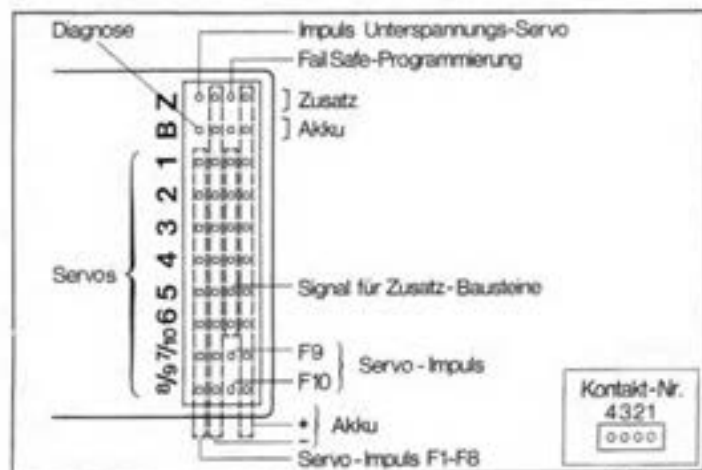 Diagnose
Impuls Unterspannungs-Servo
Fail Safe-Programmierung
Z
Zusatz
B
Akku
1
2
3
4
Servos
5
Signal für Zusatz-Bausteine
6
7/10
F9
Servo-Impuls
8/9
F10
+
Akku
-
Servo-Impuls F1-F8
Kontakt-Nr.
4321